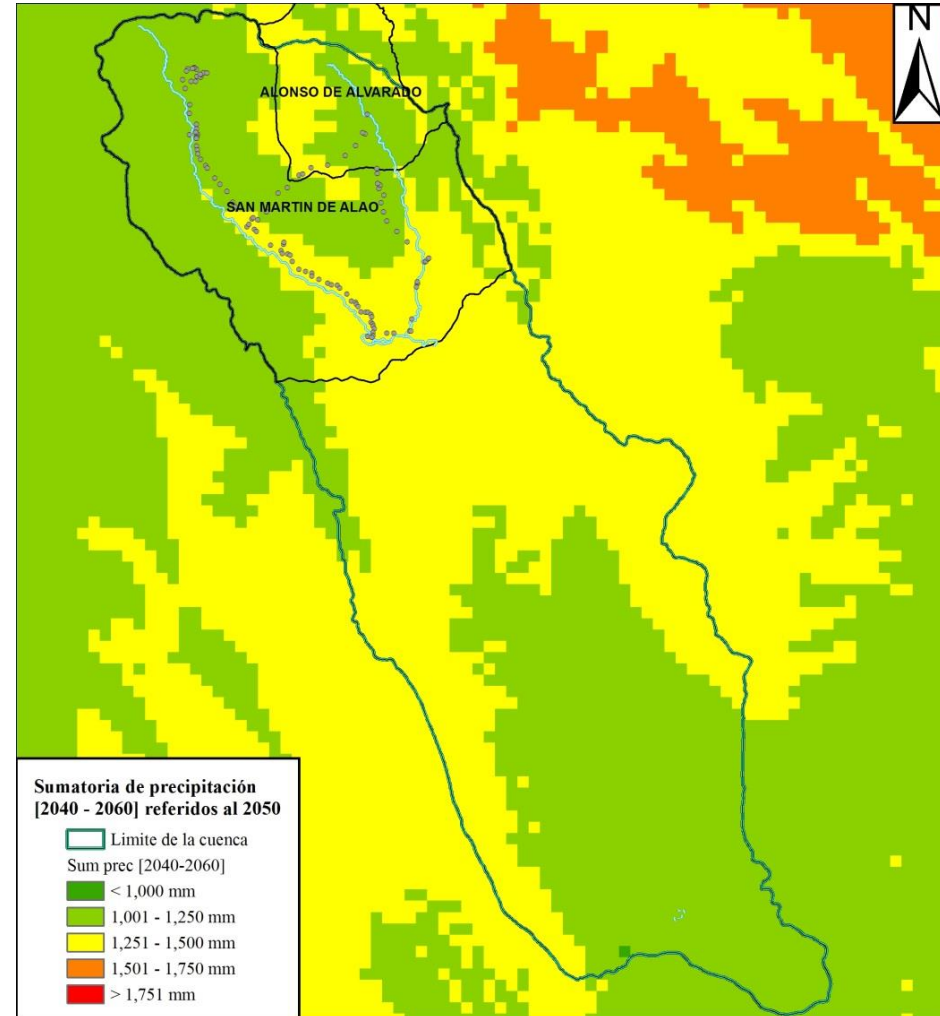 N
ALONSO DE ALVARADO
SAN MARTIN DE ALAO
Sumatoria de precipitación
[2040 - 2060] referidos al 2050
Limite de la cuenca
Sum prec [2040-2060]
< 1,000 mm
1,001 - 1,250 mm
1,251 - 1,500 mm
1,501 - 1,750 mm
> 1,751 mm